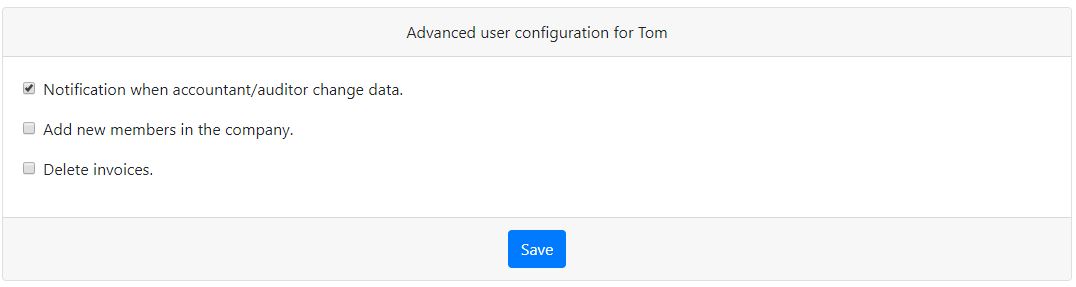 Advanced user configuration for Tom
Notification when accountant/auditor change data.
Add new members in the company.
Delete invoices.
Save